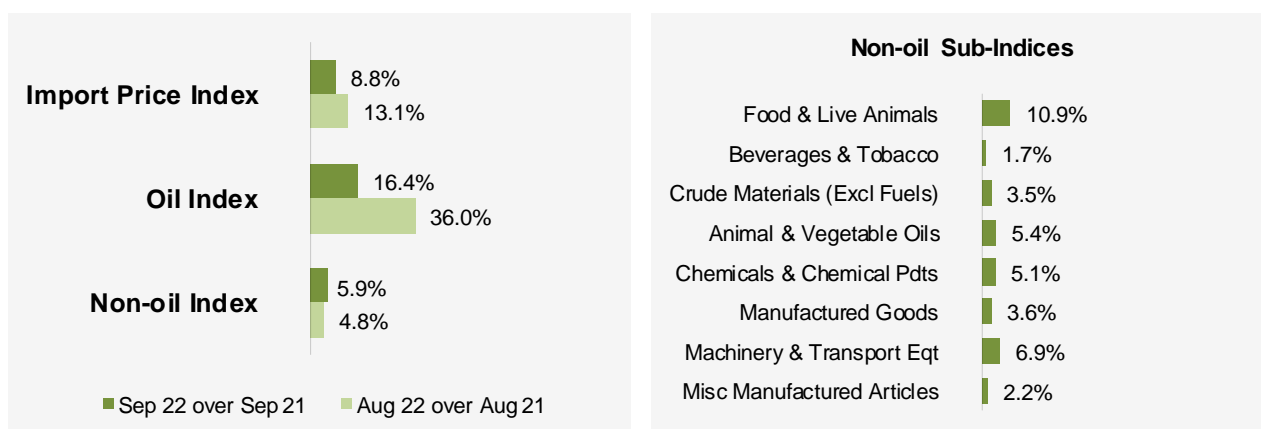 Import Price Index
8.8%
13.1%
Oil Index
16.4%
36.0%
Non-oil Index
5.9%
4.8%
Sep 22 over Sep 21
Aug 22 over Aug 21
Non-oil Sub-Indices
Food & Live Animals 10.9%
Beverages & Tobacco 1.7%
Crude Materials (Excl Fuels) 3.5%
Animal & Vegetable Oils 5.4%
Chemicals & Chemical Pdts 5.1%
Manufactured Goods 3.6%
Machinery & Transport Eqt 6.9%
Misc Manufactured Articles 2.2%